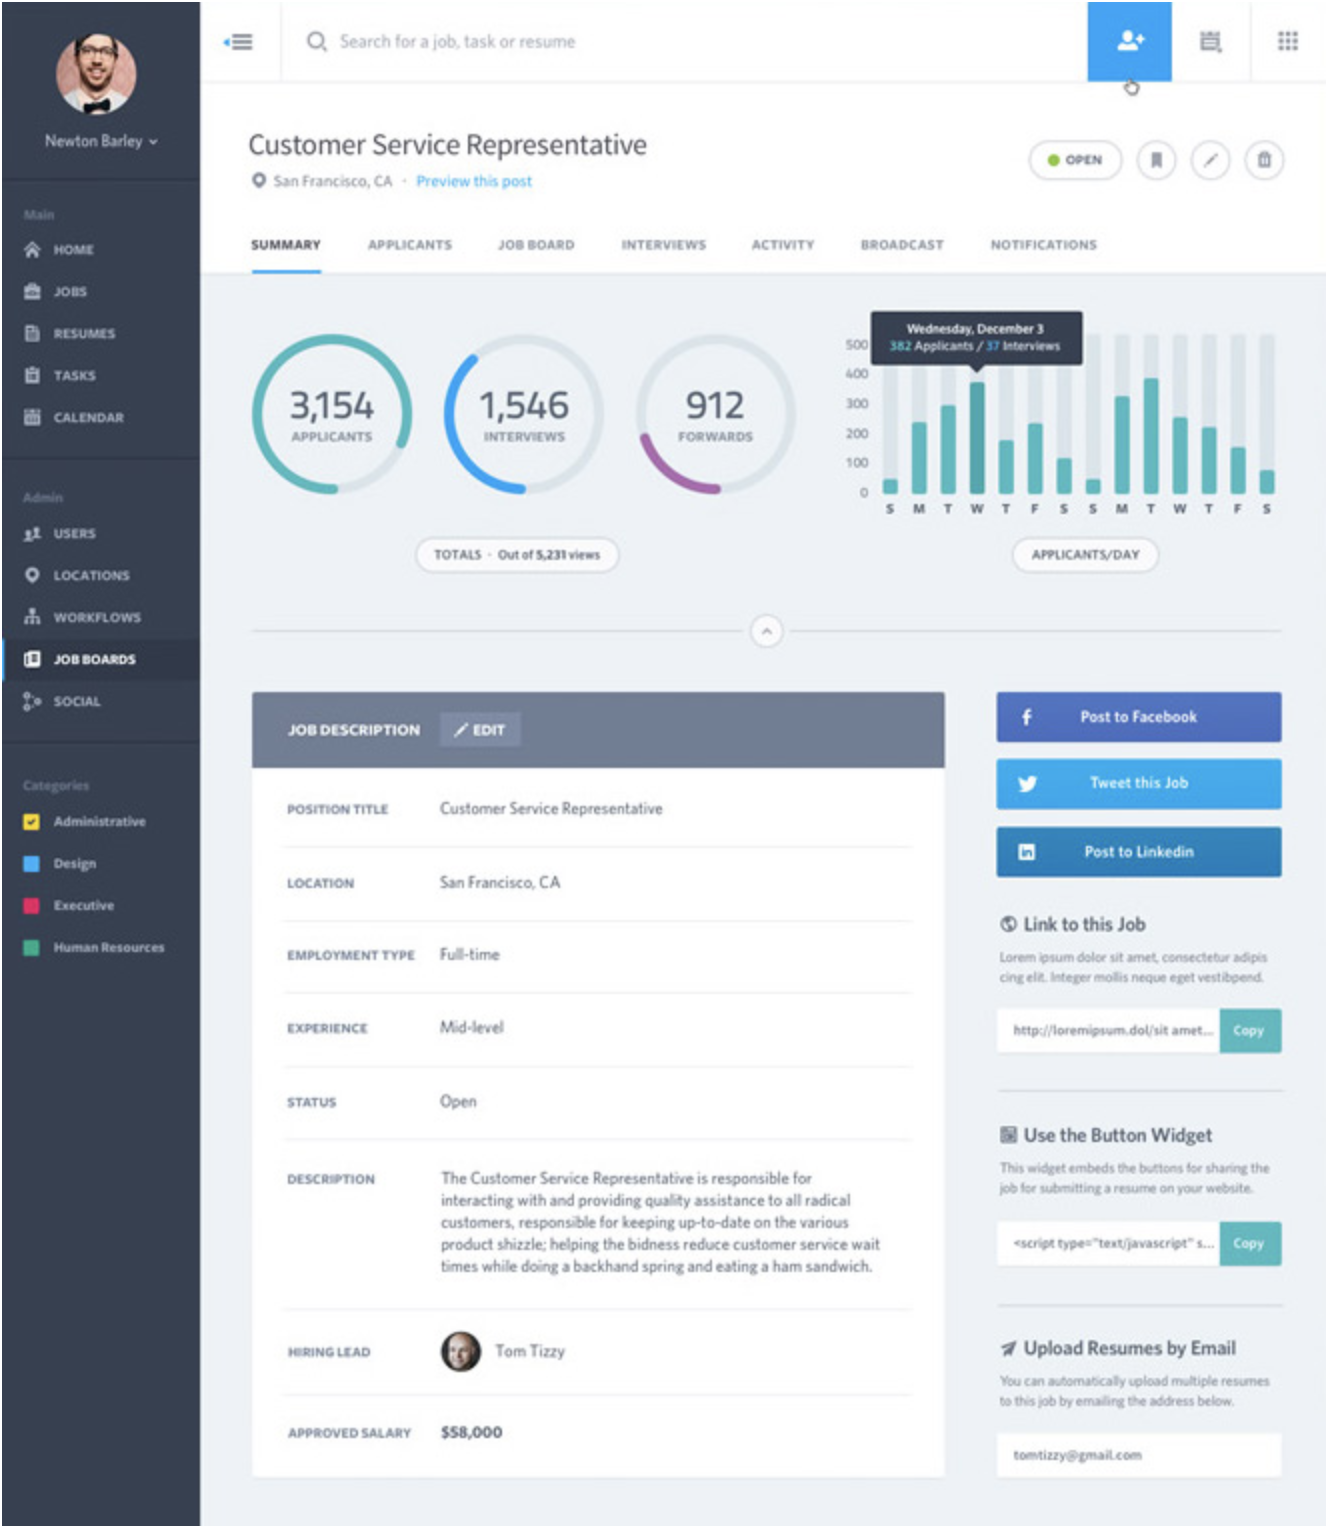 Newton Barley
Main
HOME
JOBS
RESUMES
TASKS
CALENDAR
Admin
USERS
LOCATIONS
WORKFLOWS
JOB BOARDS
SOCIAL
Categories
Administrative
Design
Executive
Human Resources
Search for a job, task or resume
Customer Service Representative
San Francisco, CA · Preview this post
OPEN
SUMMARY APPLICANTS JOB BOARD INTERVIEWS ACTIVITY BROADCAST NOTIFICATIONS
3,154
APPLICANTS
1,546
INTERVIEWS
912
FORWARDS
TOTALS · Out of 5,231 views
Wednesday, December 3
382 Applicants / 37 Interviews
500
400
300
200
100
0
S M T W T F S S M T W T F S
APPLICANTS/DAY
JOB DESCRIPTION EDIT
POSITION TITLE Customer Service Representative
LOCATION San Francisco, CA
EMPLOYMENT TYPE Full-time
EXPERIENCE Mid-level
STATUS Open
DESCRIPTION The Customer Service Representative is responsible for
interacting with and providing quality assistance to all radical
customers, responsible for keeping up-to-date on the various
product shizzle; helping the bidness reduce customer service wait
times while doing a backhand spring and eating a ham sandwich.
HIRING LEAD Tom Tizzy
APPROVED SALARY $58,000
Post to Facebook
Tweet this Job
Post to Linkedin
Link to this Job
Lorem ipsum dolor sit amet, consectetur adipis
cing elit. Integer mollis neque eget vestibpend.
http://loremipsum.dol/sit amet... Copy
Use the Button Widget
This widget embeds the buttons for sharing the
job for submitting a resume on your website.
<script type="text/javascript" s... Copy
Upload Resumes by Email
You can automatically upload multiple resumes
to this job by emailing the address below.
tomtizzy@gmail.com